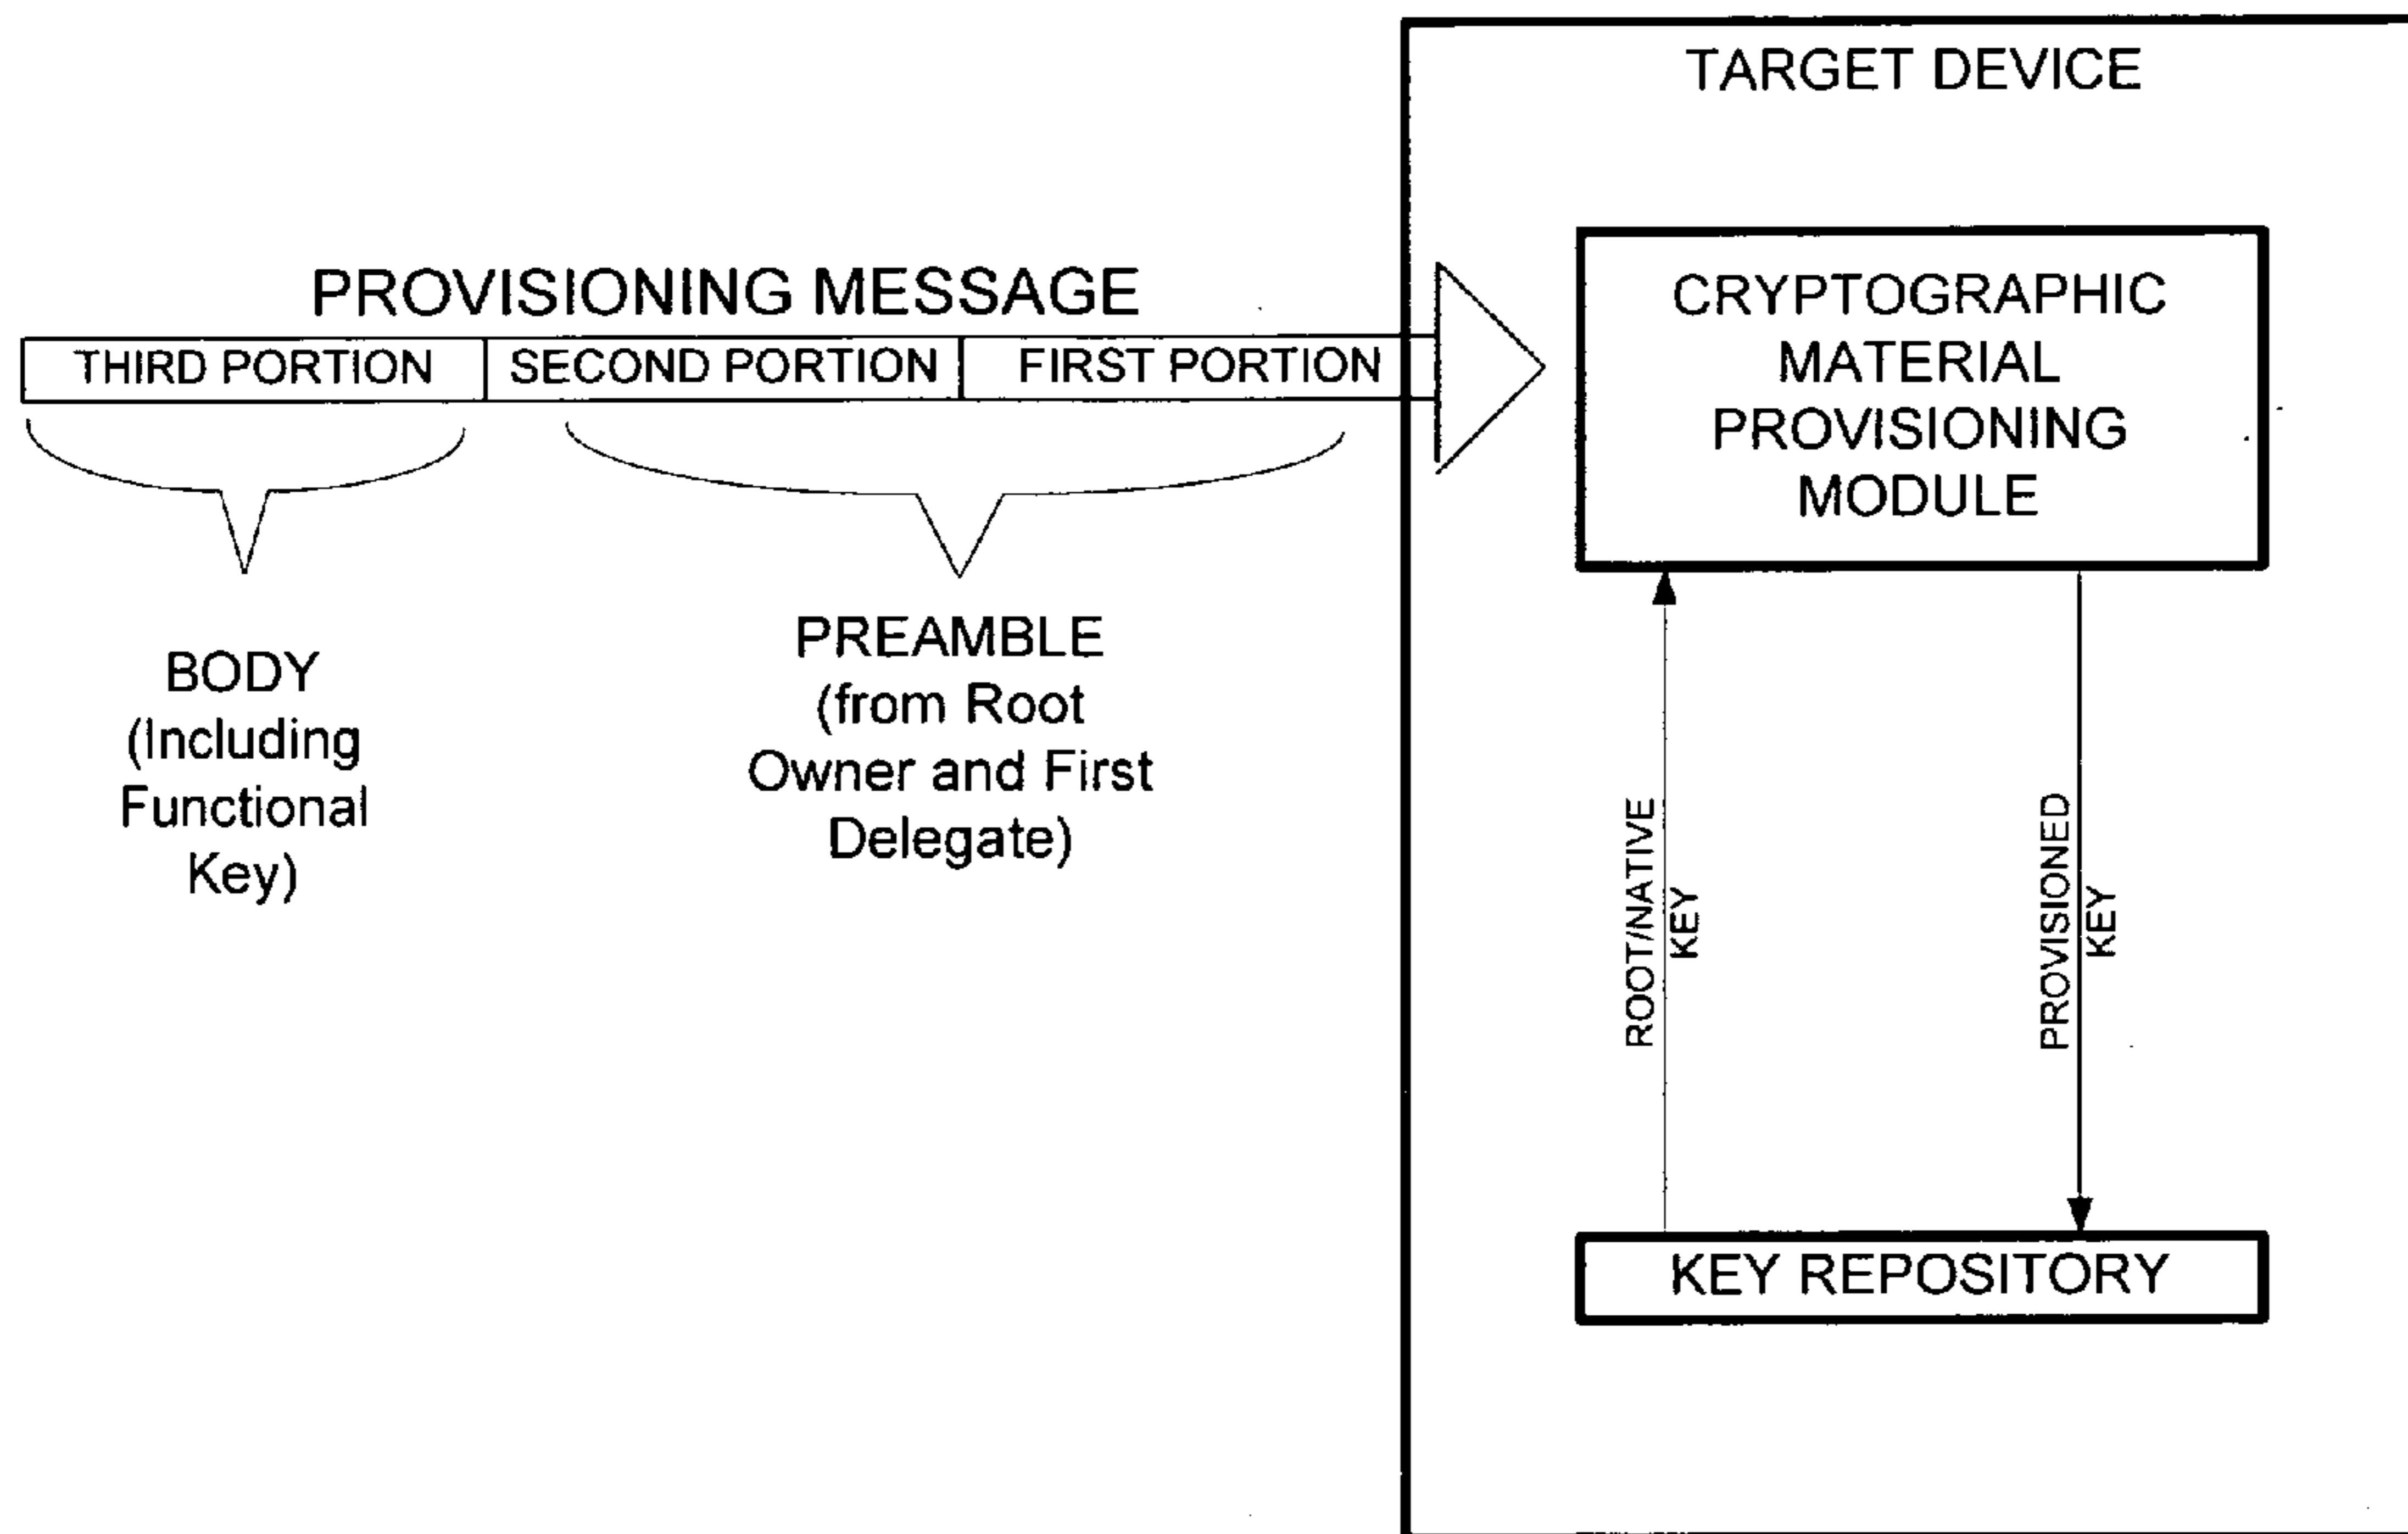 TARGET DEVICE
PROVISIONING MESSAGE
THIRD PORTION
SECOND PORTION
FIRST PORTION
CRYPTOGRAPHIC
MATERIAL
PROVISIONING
MODULE
BODY
(Including
Functional
Key)
PREAMBLE
(from Root
Owner and First
Delegate)
ROOT/NATIVE
KEY
PROVISIONED
KEY
KEY REPOSITORY